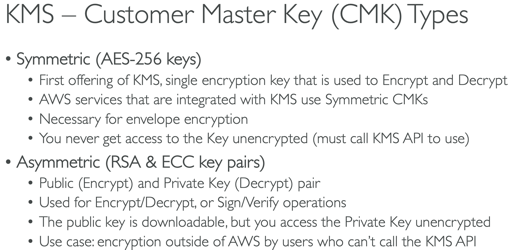 KMS – Customer Master Key (CMK) Types
• Symmetric (AES-256 keys)
• First offering of KMS, single encryption key that is used to Encrypt and Decrypt
• AWS services that are integrated with KMS use Symmetric CMKs
• Necessary for envelope encryption
• You never get access to the Key unencrypted (must call KMS API to use)
• Asymmetric (RSA & ECC key pairs)
• Public (Encrypt) and Private Key (Decrypt) pair
• Used for Encrypt/Decrypt, or Sign/Verify operations
• The public key is downloadable, but you access the Private Key unencrypted
• Use case: encryption outside of AWS by users who can't call the KMS API